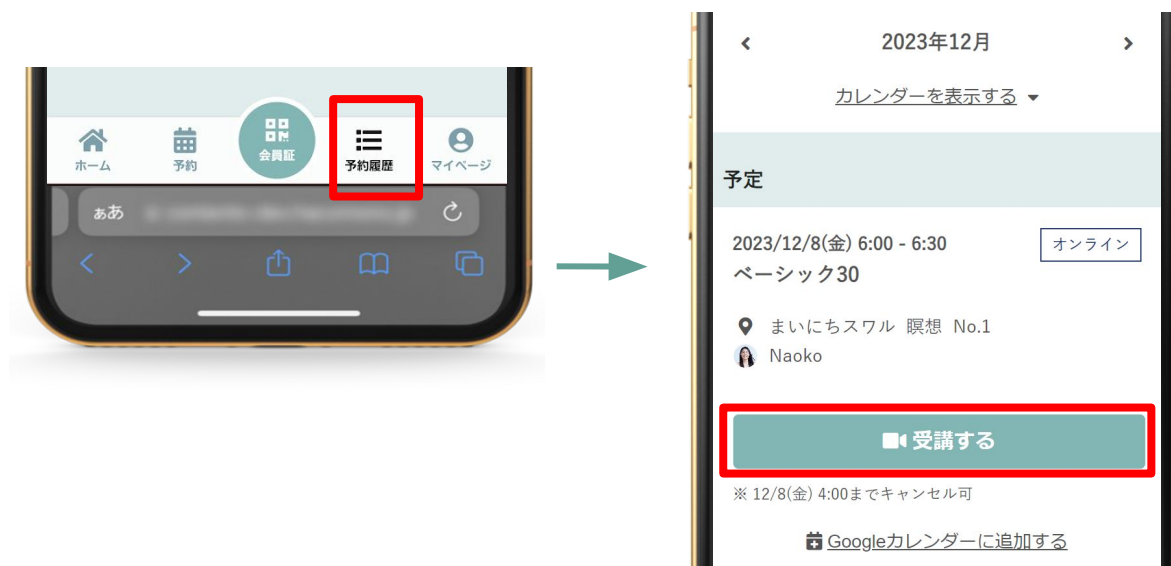 ホーム
予約
会員証
予約履歴
マイページ
ぁあ
2023年12月
カレンダーを表示する
予定
2023/12/8(金) 6:00 - 6:30
オンライン
ベーシック30
まいにちスワル 瞑想 No.1
Naoko
受講する
※ 12/8(金) 4:00までキャンセル可
Googleカレンダーに追加する